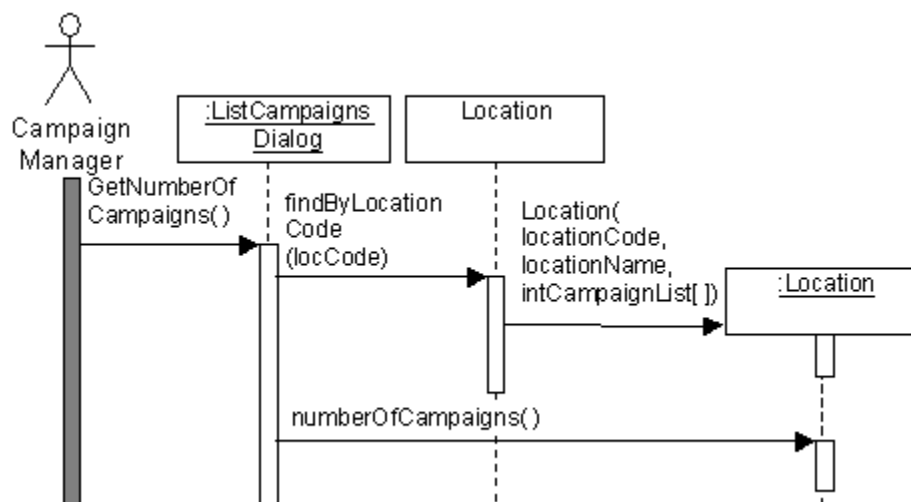 Campaign
Manager
:ListCampaigns
Dialog
Location
GetNumberOf
Campaigns()
findByLocation
Code
(locCode)
Location(
locationCode,
locationName,
intCampaignList[ ])
:Location
numberOfCampaigns()